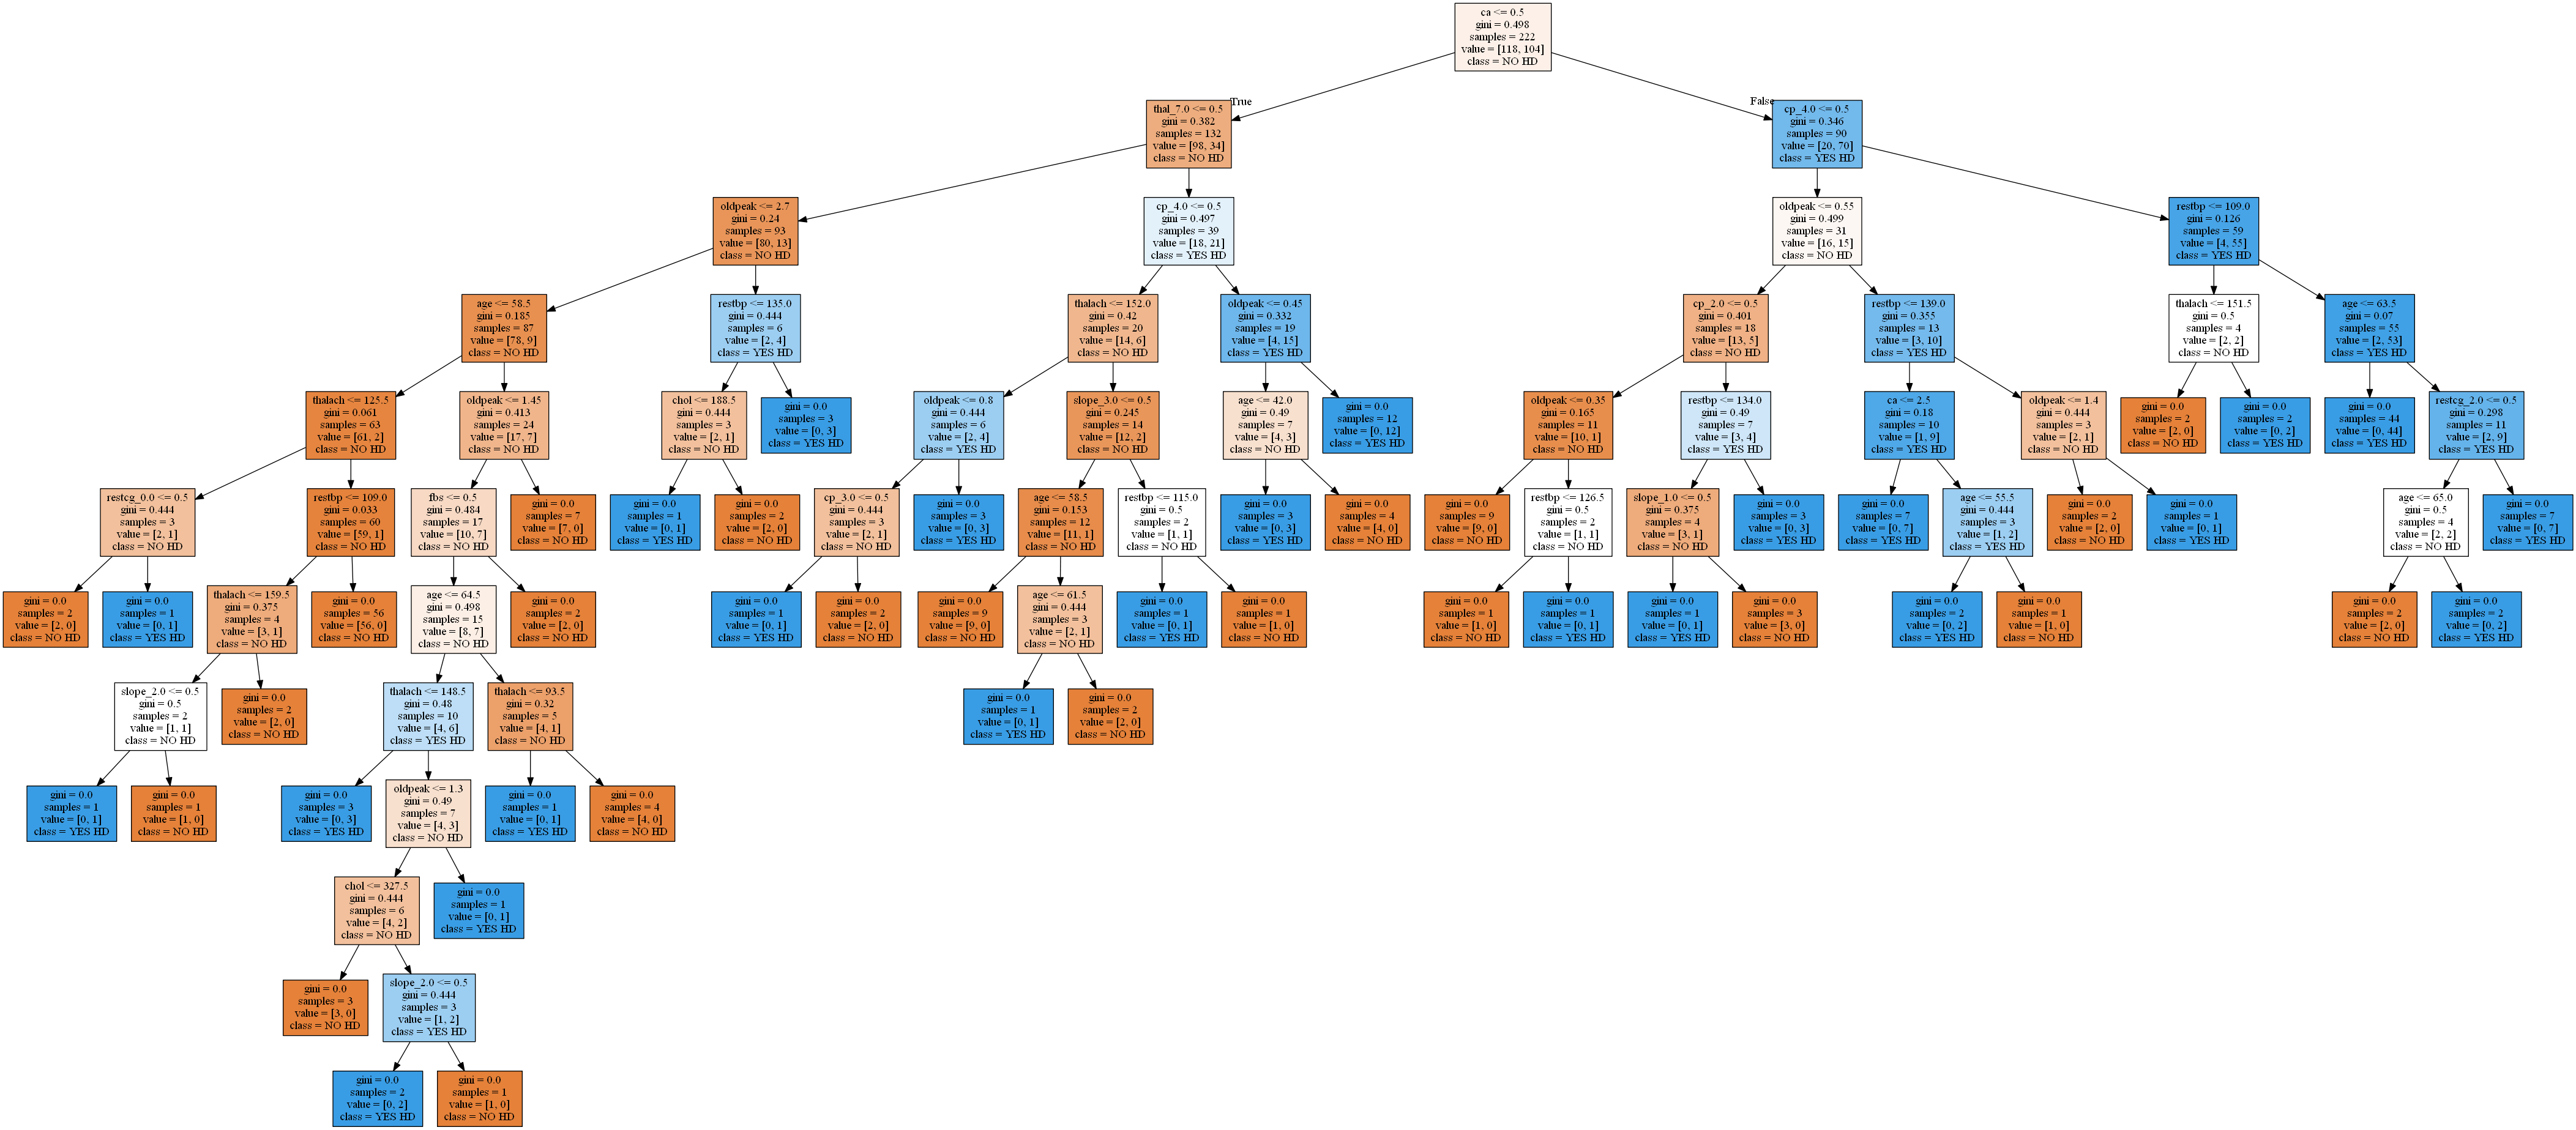 ca <= 0.5
gini = 0.498
samples = 222
value = [118, 104]
class = NO HD
True
False
thal_7.0 <= 0.5
gini = 0.382
samples = 132
value = [98, 34]
class = NO HD
cp_4.0 <= 0.5
gini = 0.346
samples = 90
value = [20, 70]
class = YES HD
oldpeak <= 2.7
gini = 0.24
samples = 93
value = [80, 13]
class = NO HD
cp_4.0 <= 0.5
gini = 0.497
samples = 39
value = [18, 21]
class = YES HD
oldpeak <= 0.55
gini = 0.499
samples = 31
value = [16, 15]
class = NO HD
restbp <= 109.0
gini = 0.126
samples = 59
value = [4, 55]
class = YES HD
age <= 58.5
gini = 0.185
samples = 87
value = [78, 9]
class = NO HD
restbp <= 135.0
gini = 0.444
samples = 6
value = [2, 4]
class = YES HD
thalach <= 152.0
gini = 0.42
samples = 20
value = [14, 6]
class = NO HD
oldpeak <= 0.45
gini = 0.332
samples = 19
value = [4, 15]
class = YES HD
cp_2.0 <= 0.5
gini = 0.401
samples = 18
value = [13, 5]
class = NO HD
restbp <= 139.0
gini = 0.355
samples = 13
value = [3, 10]
class = YES HD
thalach <= 151.5
gini = 0.5
samples = 4
value = [2, 2]
class = NO HD
age <= 63.5
gini = 0.07
samples = 55
value = [2, 53]
class = YES HD
thalach <= 125.5
gini = 0.061
samples = 63
value = [61, 2]
class = NO HD
oldpeak <= 1.45
gini = 0.413
samples = 24
value = [17, 7]
class = NO HD
chol <= 188.5
gini = 0.444
samples = 3
value = [2, 1]
class = NO HD
gini = 0.0
samples = 3
value = [0, 3]
class = YES HD
oldpeak <= 0.8
gini = 0.444
samples = 6
value = [2, 4]
class = YES HD
slope_3.0 <= 0.5
gini = 0.245
samples = 14
value = [12, 2]
class = NO HD
age <= 42.0
gini = 0.49
samples = 7
value = [4, 3]
class = NO HD
gini = 0.0
samples = 12
value = [0, 12]
class = YES HD
oldpeak <= 0.35
gini = 0.165
samples = 11
value = [10, 1]
class = NO HD
restbp <= 134.0
gini = 0.49
samples = 7
value = [3, 4]
class = YES HD
ca <= 2.5
gini = 0.18
samples = 10
value = [1, 9]
class = YES HD
oldpeak <= 1.4
gini = 0.444
samples = 3
value = [2, 1]
class = NO HD
gini = 0.0
samples = 2
value = [2, 0]
class = NO HD
gini = 0.0
samples = 2
value = [0, 2]
class = YES HD
gini = 0.0
samples = 44
value = [0, 44]
class = YES HD
restcg_2.0 <= 0.5
gini = 0.298
samples = 11
value = [2, 9]
class = YES HD
restcg_0.0 <= 0.5
gini = 0.444
samples = 3
value = [2, 1]
class = NO HD
restbp <= 109.0
gini = 0.033
samples = 60
value = [59, 1]
class = NO HD
fbs <= 0.5
gini = 0.484
samples = 17
value = [10, 7]
class = NO HD
gini = 0.0
samples = 7
value = [7, 0]
class = NO HD
gini = 0.0
samples = 1
value = [0, 1]
class = YES HD
gini = 0.0
samples = 2
value = [2, 0]
class = NO HD
cp_3.0 <= 0.5
gini = 0.444
samples = 3
value = [2, 1]
class = NO HD
gini = 0.0
samples = 3
value = [0, 3]
class = YES HD
age <= 58.5
gini = 0.153
samples = 12
value = [11, 1]
class = NO HD
restbp <= 115.0
gini = 0.5
samples = 2
value = [1, 1]
class = NO HD
gini = 0.0
samples = 3
value = [0, 3]
class = YES HD
gini = 0.0
samples = 4
value = [4, 0]
class = NO HD
gini = 0.0
samples = 9
value = [9, 0]
class = NO HD
restbp <= 126.5
gini = 0.5
samples = 2
value = [1, 1]
class = NO HD
slope_1.0 <= 0.5
gini = 0.375
samples = 4
value = [3, 1]
class = NO HD
gini = 0.0
samples = 3
value = [0, 3]
class = YES HD
gini = 0.0
samples = 7
value = [0, 7]
class = YES HD
age <= 55.5
gini = 0.444
samples = 3
value = [1, 2]
class = YES HD
gini = 0.0
samples = 2
value = [2, 0]
class = NO HD
gini = 0.0
samples = 1
value = [0, 1]
class = YES HD
age <= 65.0
gini = 0.5
samples = 4
value = [2, 2]
class = NO HD
gini = 0.0
samples = 7
value = [0, 7]
class = YES HD
gini = 0.0
samples = 2
value = [2, 0]
class = NO HD
gini = 0.0
samples = 1
value = [0, 1]
class = YES HD
thalach <= 159.5
gini = 0.375
samples = 4
value = [3, 1]
class = NO HD
gini = 0.0
samples = 56
value = [56, 0]
class = NO HD
age <= 64.5
gini = 0.498
samples = 15
value = [8, 7]
class = NO HD
gini = 0.0
samples = 2
value = [2, 0]
class = NO HD
gini = 0.0
samples = 1
value = [0, 1]
class = YES HD
gini = 0.0
samples = 2
value = [2, 0]
class = NO HD
gini = 0.0
samples = 9
value = [9, 0]
class = NO HD
age <= 61.5
gini = 0.444
samples = 3
value = [2, 1]
class = NO HD
gini = 0.0
samples = 1
value = [0, 1]
class = YES HD
gini = 0.0
samples = 1
value = [1, 0]
class = NO HD
gini = 0.0
samples = 1
value = [1, 0]
class = NO HD
gini = 0.0
samples = 1
value = [0, 1]
class = YES HD
gini = 0.0
samples = 1
value = [0, 1]
class = YES HD
gini = 0.0
samples = 3
value = [3, 0]
class = NO HD
gini = 0.0
samples = 2
value = [0, 2]
class = YES HD
gini = 0.0
samples = 1
value = [1, 0]
class = NO HD
gini = 0.0
samples = 2
value = [2, 0]
class = NO HD
gini = 0.0
samples = 2
value = [0, 2]
class = YES HD
slope_2.0 <= 0.5
gini = 0.5
samples = 2
value = [1, 1]
class = NO HD
gini = 0.0
samples = 2
value = [2, 0]
class = NO HD
thalach <= 148.5
gini = 0.48
samples = 10
value = [4, 6]
class = YES HD
thalach <= 93.5
gini = 0.32
samples = 5
value = [4, 1]
class = NO HD
gini = 0.0
samples = 1
value = [0, 1]
class = YES HD
gini = 0.0
samples = 2
value = [2, 0]
class = NO HD
gini = 0.0
samples = 1
value = [0, 1]
class = YES HD
gini = 0.0
samples = 1
value = [1, 0]
class = NO HD
gini = 0.0
samples = 3
value = [0, 3]
class = YES HD
oldpeak <= 1.3
gini = 0.49
samples = 7
value = [4, 3]
class = NO HD
gini = 0.0
samples = 1
value = [0, 1]
class = YES HD
gini = 0.0
samples = 4
value = [4, 0]
class = NO HD
chol <= 327.5
gini = 0.444
samples = 6
value = [4, 2]
class = NO HD
gini = 0.0
samples = 1
value = [0, 1]
class = YES HD
gini = 0.0
samples = 3
value = [3, 0]
class = NO HD
slope_2.0 <= 0.5
gini = 0.444
samples = 3
value = [1, 2]
class = YES HD
gini = 0.0
samples = 2
value = [0, 2]
class = YES HD
gini = 0.0
samples = 1
value = [1, 0]
class = NO HD